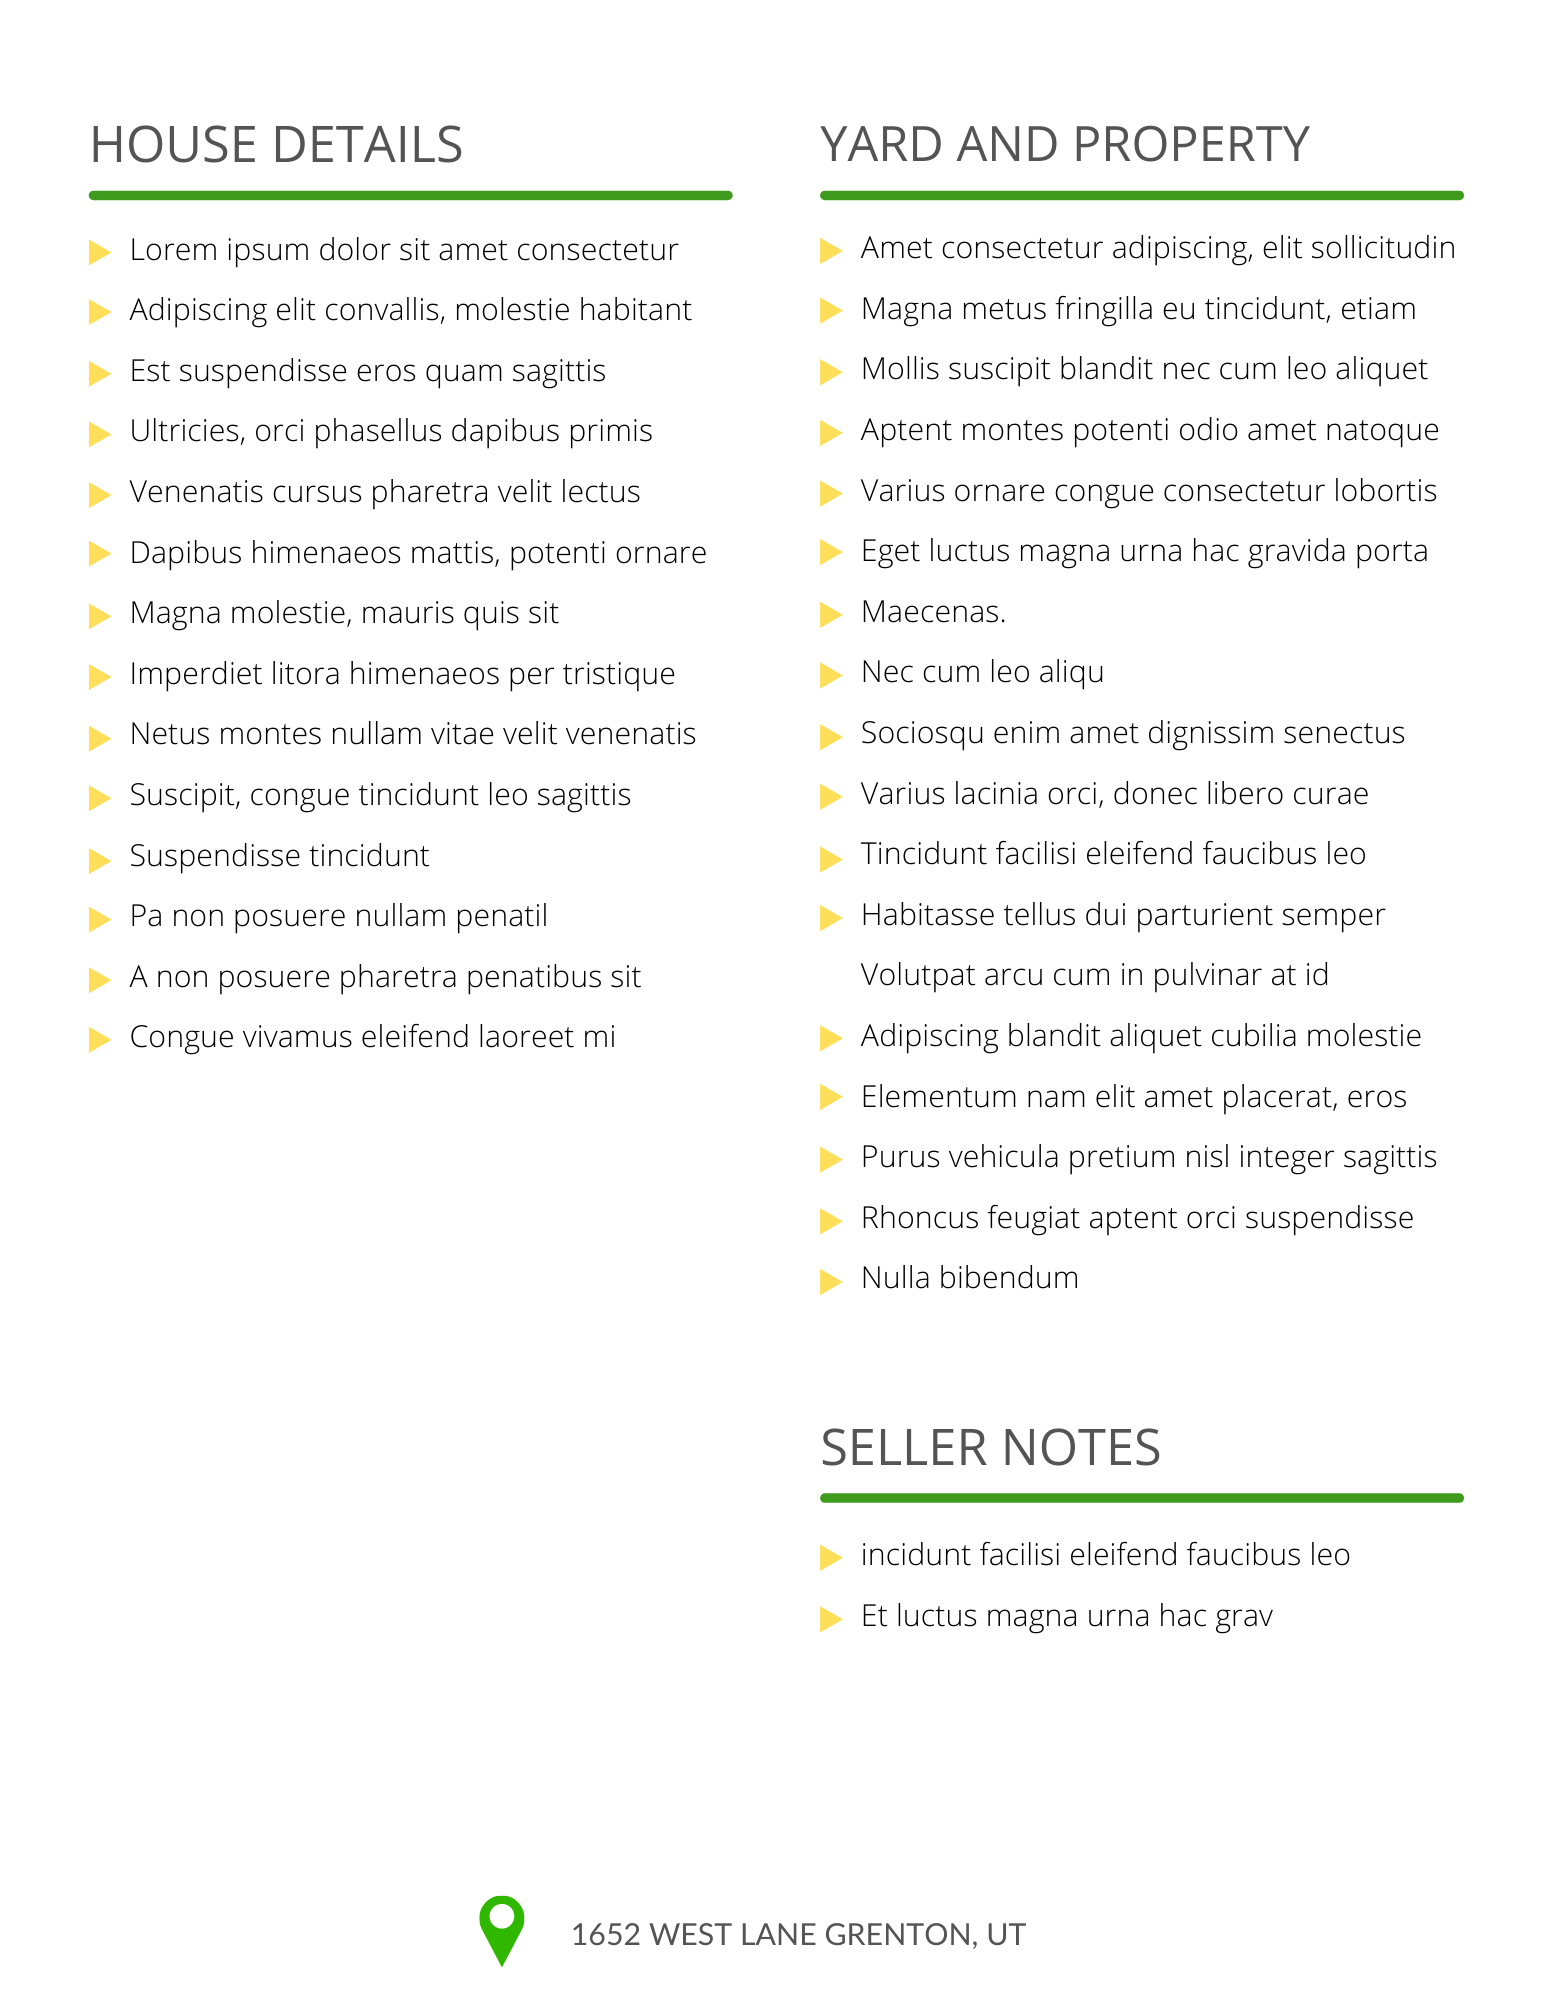 HOUSE DETAILS
Lorem ipsum dolor sit amet consectetur
Adipiscing elit convallis, molestie habitant
Est suspendisse eros quam sagittis
Ultricies, orci phasellus dapibus primis
Venenatis cursus pharetra velit lectus
Dapibus himenaeos mattis, potenti ornare
Magna molestie, mauris quis sit
Imperdiet litora himenaeos per tristique
Netus montes nullam vitae velit venenatis
Suscipit, congue tincidunt leo sagittis
Suspendisse tincidunt
Pa non posuere nullam penatil
A non posuere pharetra penatibus sit
Congue vivamus eleifend laoreet mi
YARD AND PROPERTY
Amet consectetur adipiscing, elit sollicitudin
Magna metus fringilla eu tincidunt, etiam
Mollis suscipit blandit nec cum leo aliquet
Aptent montes potenti odio amet natoque
Varius ornare congue consectetur lobortis
Eget luctus magna urna hac gravida porta
Maecenas.
Nec cum leo aliqu
Sociosqu enim amet dignissim senectus
Varius lacinia orci, donec libero curae
Tincidunt facilisi eleifend faucibus leo
Habitasse tellus dui parturient semper
Volutpat arcu cum in pulvinar at id
Adipiscing blandit aliquet cubilia molestie
Elementum nam elit amet placerat, eros
Purus vehicula pretium nisl integer sagittis
Rhoncus feugiat aptent orci suspendisse
Nulla bibendum
SELLER NOTES
incidunt facilisi eleifend faucibus leo
Et luctus magna urna hac grav
1652 WEST LANE GRENTON, UT